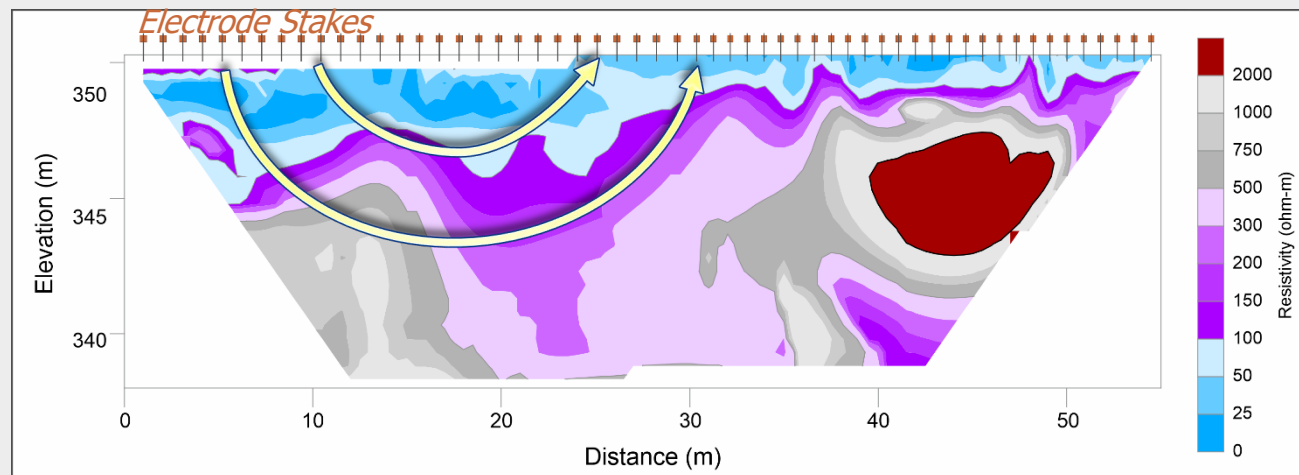 Electrode Stakes
350
345
340
Elevation (m)
0 10 20 30 40 50
Distance (m)
2000
1000
750
500
300
200
150
100
50
25
0
Resistivity (ohm-m)